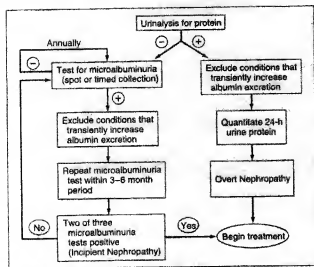 Urinalysis for protein
−
+
Annually
−
Test for microalbuminuria
(spot or timed collection)
+
Exclude conditions that
transiently increase
albumin excretion
Repeat microalbuminuria
test within 3–6 month
period
No
Two of three
microalbuminuria
tests positive
(Incipient Nephropathy)
Yes
Exclude conditions that
transiently increase
albumin excretion
Quantitate 24-h
urine protein
Overt Nephropathy
Begin treatment